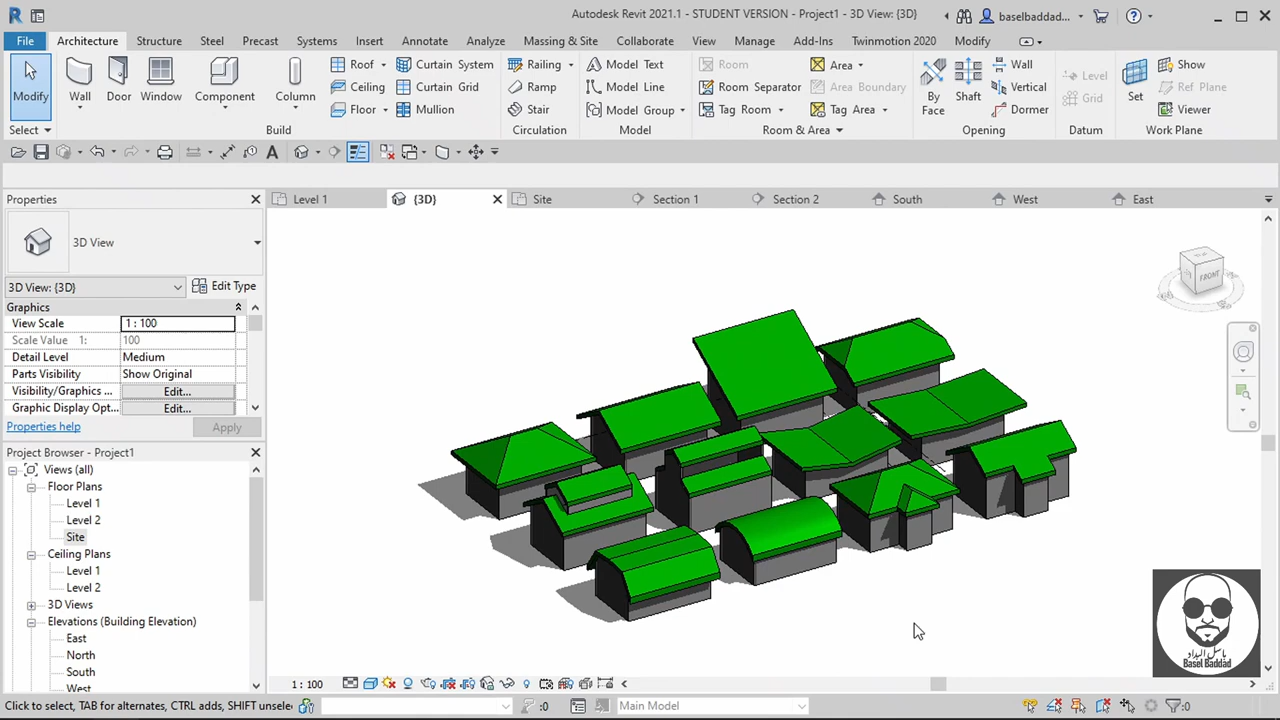 Autodesk Revit 2021.1 - STUDENT VERSION - Project1 - 3D View: {3D}
baselbaddad...
File Architecture Structure Steel Precast Systems Insert Annotate Analyze Massing & Site Collaborate View Manage Add-Ins Twinmotion 2020 Modify
Modify
Wall
Door
Window
Component
Column
Roof
Ceiling
Floor
Curtain System
Curtain Grid
Mullion
Railing
Ramp
Stair
Model Text
Model Line
Model Group
Room
Room Separator
Tag Room
Area
Area Boundary
Tag Area
By
Face
Shaft
Wall
Vertical
Dormer
Level
Grid
Set
Show
Ref Plane
Viewer
Select Build Circulation Model Room & Area Opening Datum Work Plane
Properties
Level 1 {3D} Site Section 1 Section 2 South West East
3D View
3D View: {3D} Edit Type
Graphics
View Scale 1 : 100
Scale Value 1: 100
Detail Level Medium
Parts Visibility Show Original
Visibility/Graphics ... Edit...
Graphic Display Opt... Edit...
Properties help Apply
Project Browser - Project1
Views (all)
Floor Plans
Level 1
Level 2
Site
Ceiling Plans
Level 1
Level 2
3D Views
Elevations (Building Elevation)
East
North
South
West
FRONT
باسل البداد
Basel Baddad
1 : 100
Click to select, TAB for alternates, CTRL adds, SHIFT unselec
:0
Main Model
:0